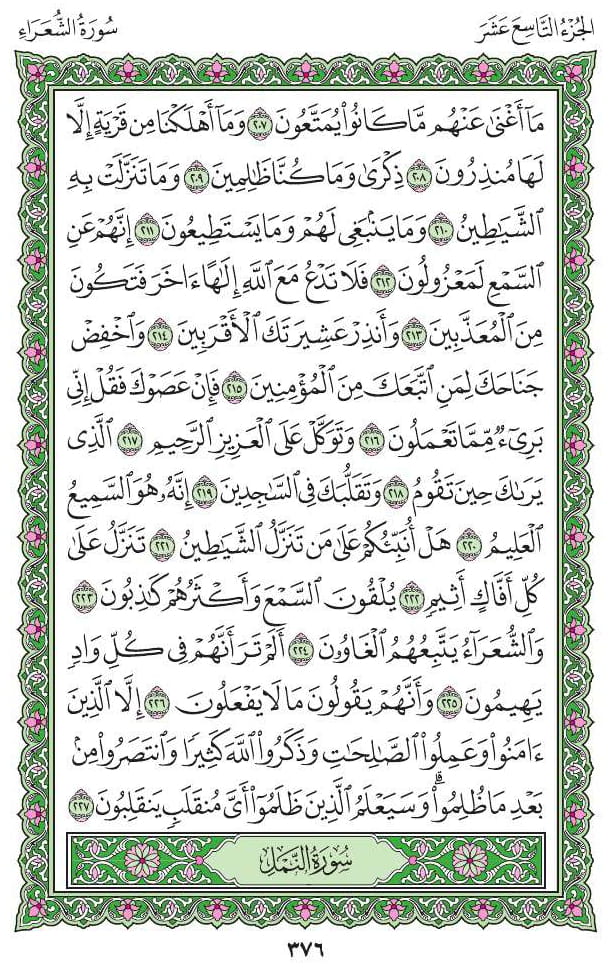 الجُزْءُ التَّاسِعَ عَشَرَ
سُورَةُ الشُّعَرَاءِ
مَآ أَغْنَىٰ عَنْهُم مَّا كَانُوا۟ يُمَتَّعُونَ ٢٠٧ وَمَآ أَهْلَكْنَا مِن قَرْيَةٍ إِلَّا
لَهَا مُنذِرُونَ ٢٠٨ ذِكْرَىٰ وَمَا كُنَّا ظَٰلِمِينَ ٢٠٩ وَمَا تَنَزَّلَتْ بِهِ
ٱلشَّيَٰطِينُ ٢١٠ وَمَا يَنۢبَغِى لَهُمْ وَمَا يَسْتَطِيعُونَ ٢١١ إِنَّهُمْ عَنِ
ٱلسَّمْعِ لَمَعْزُولُونَ ٢١٢ فَلَا تَدْعُ مَعَ ٱللَّهِ إِلَٰهًا ءَاخَرَ فَتَكُونَ
مِنَ ٱلْمُعَذَّبِينَ ٢١٣ وَأَنذِرْ عَشِيرَتَكَ ٱلْأَقْرَبِينَ ٢١٤ وَٱخْفِضْ
جَنَاحَكَ لِمَنِ ٱتَّبَعَكَ مِنَ ٱلْمُؤْمِنِينَ ٢١٥ فَإِنْ عَصَوْكَ فَقُلْ إِنِّى
بَرِىٓءٌ مِّمَّا تَعْمَلُونَ ٢١٦ وَتَوَكَّلْ عَلَى ٱلْعَزِيزِ ٱلرَّحِيمِ ٢١٧ ٱلَّذِى
يَرَىٰكَ حِينَ تَقُومُ ٢١٨ وَتَقَلُّبَكَ فِى ٱلسَّٰجِدِينَ ٢١٩ إِنَّهُۥ هُوَ ٱلسَّمِيعُ
ٱلْعَلِيمُ ٢٢٠ هَلْ أُنَبِّئُكُمْ عَلَىٰ مَن تَنَزَّلُ ٱلشَّيَٰطِينُ ٢٢١ تَنَزَّلُ عَلَىٰ
كُلِّ أَفَّاكٍ أَثِيمٍ ٢٢٢ يُلْقُونَ ٱلسَّمْعَ وَأَكْثَرُهُمْ كَٰذِبُونَ ٢٢٣
وَٱلشُّعَرَآءُ يَتَّبِعُهُمُ ٱلْغَاوُۥنَ ٢٢٤ أَلَمْ تَرَ أَنَّهُمْ فِى كُلِّ وَادٍ
يَهِيمُونَ ٢٢٥ وَأَنَّهُمْ يَقُولُونَ مَا لَا يَفْعَلُونَ ٢٢٦ إِلَّا ٱلَّذِينَ
ءَامَنُوا۟ وَعَمِلُوا۟ ٱلصَّٰلِحَٰتِ وَذَكَرُوا۟ ٱللَّهَ كَثِيرًا وَٱنتَصَرُوا۟ مِنۢ
بَعْدِ مَا ظُلِمُوا۟ ۗ وَسَيَعْلَمُ ٱلَّذِينَ ظَلَمُوٓا۟ أَىَّ مُنقَلَبٍ يَنقَلِبُونَ ٢٢٧
سُورَةُ النَّمْلِ
٣٧٦